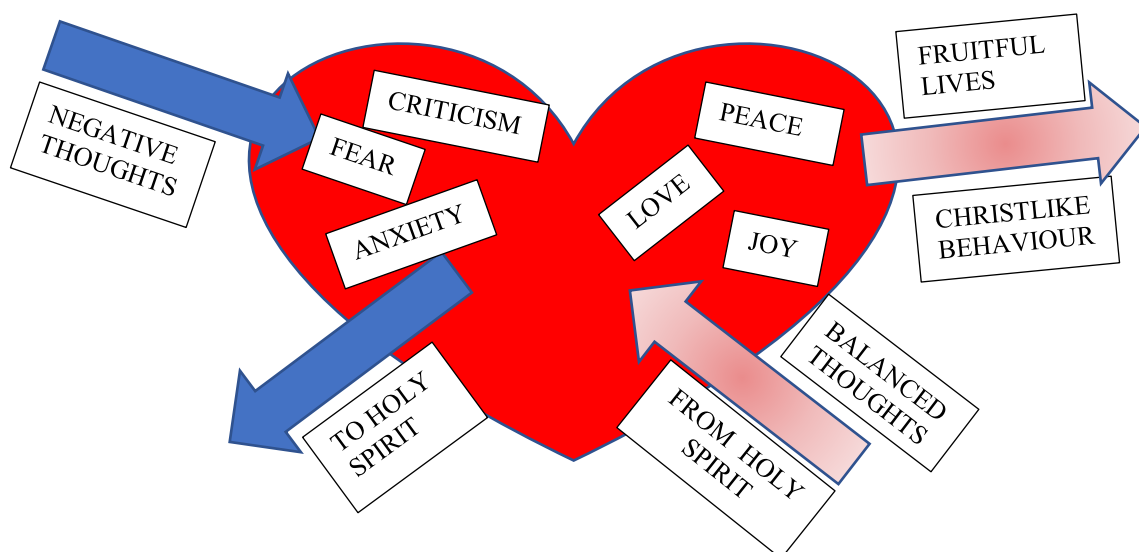 NEGATIVE
THOUGHTS
CRITICISM
FEAR
ANXIETY
TO HOLY
SPIRIT
PEACE
LOVE
JOY
FROM HOLY
SPIRIT
BALANCED
THOUGHTS
FRUITFUL
LIVES
CHRISTLIKE
BEHAVIOUR